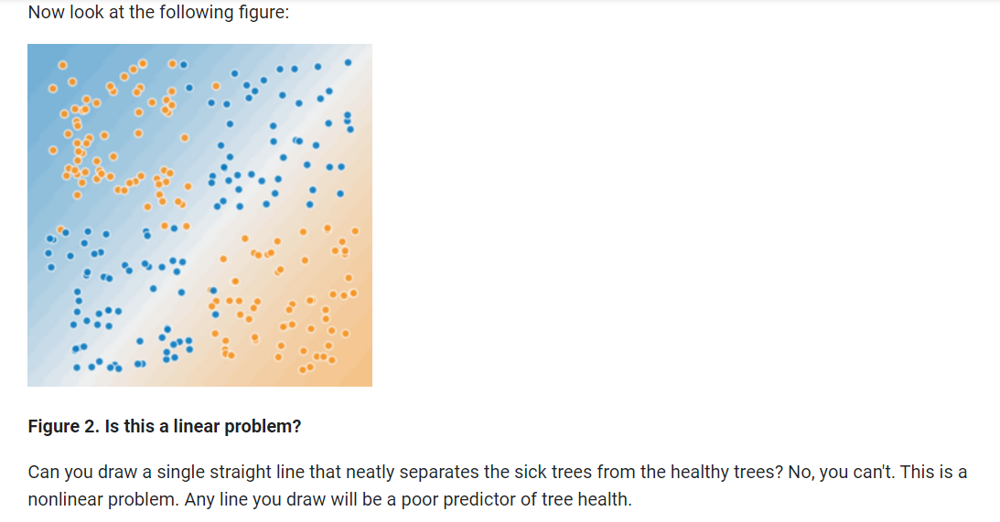 Now look at the following figure:
Figure 2. Is this a linear problem?
Can you draw a single straight line that neatly separates the sick trees from the healthy trees? No, you can't. This is a
nonlinear problem. Any line you draw will be a poor predictor of tree health.